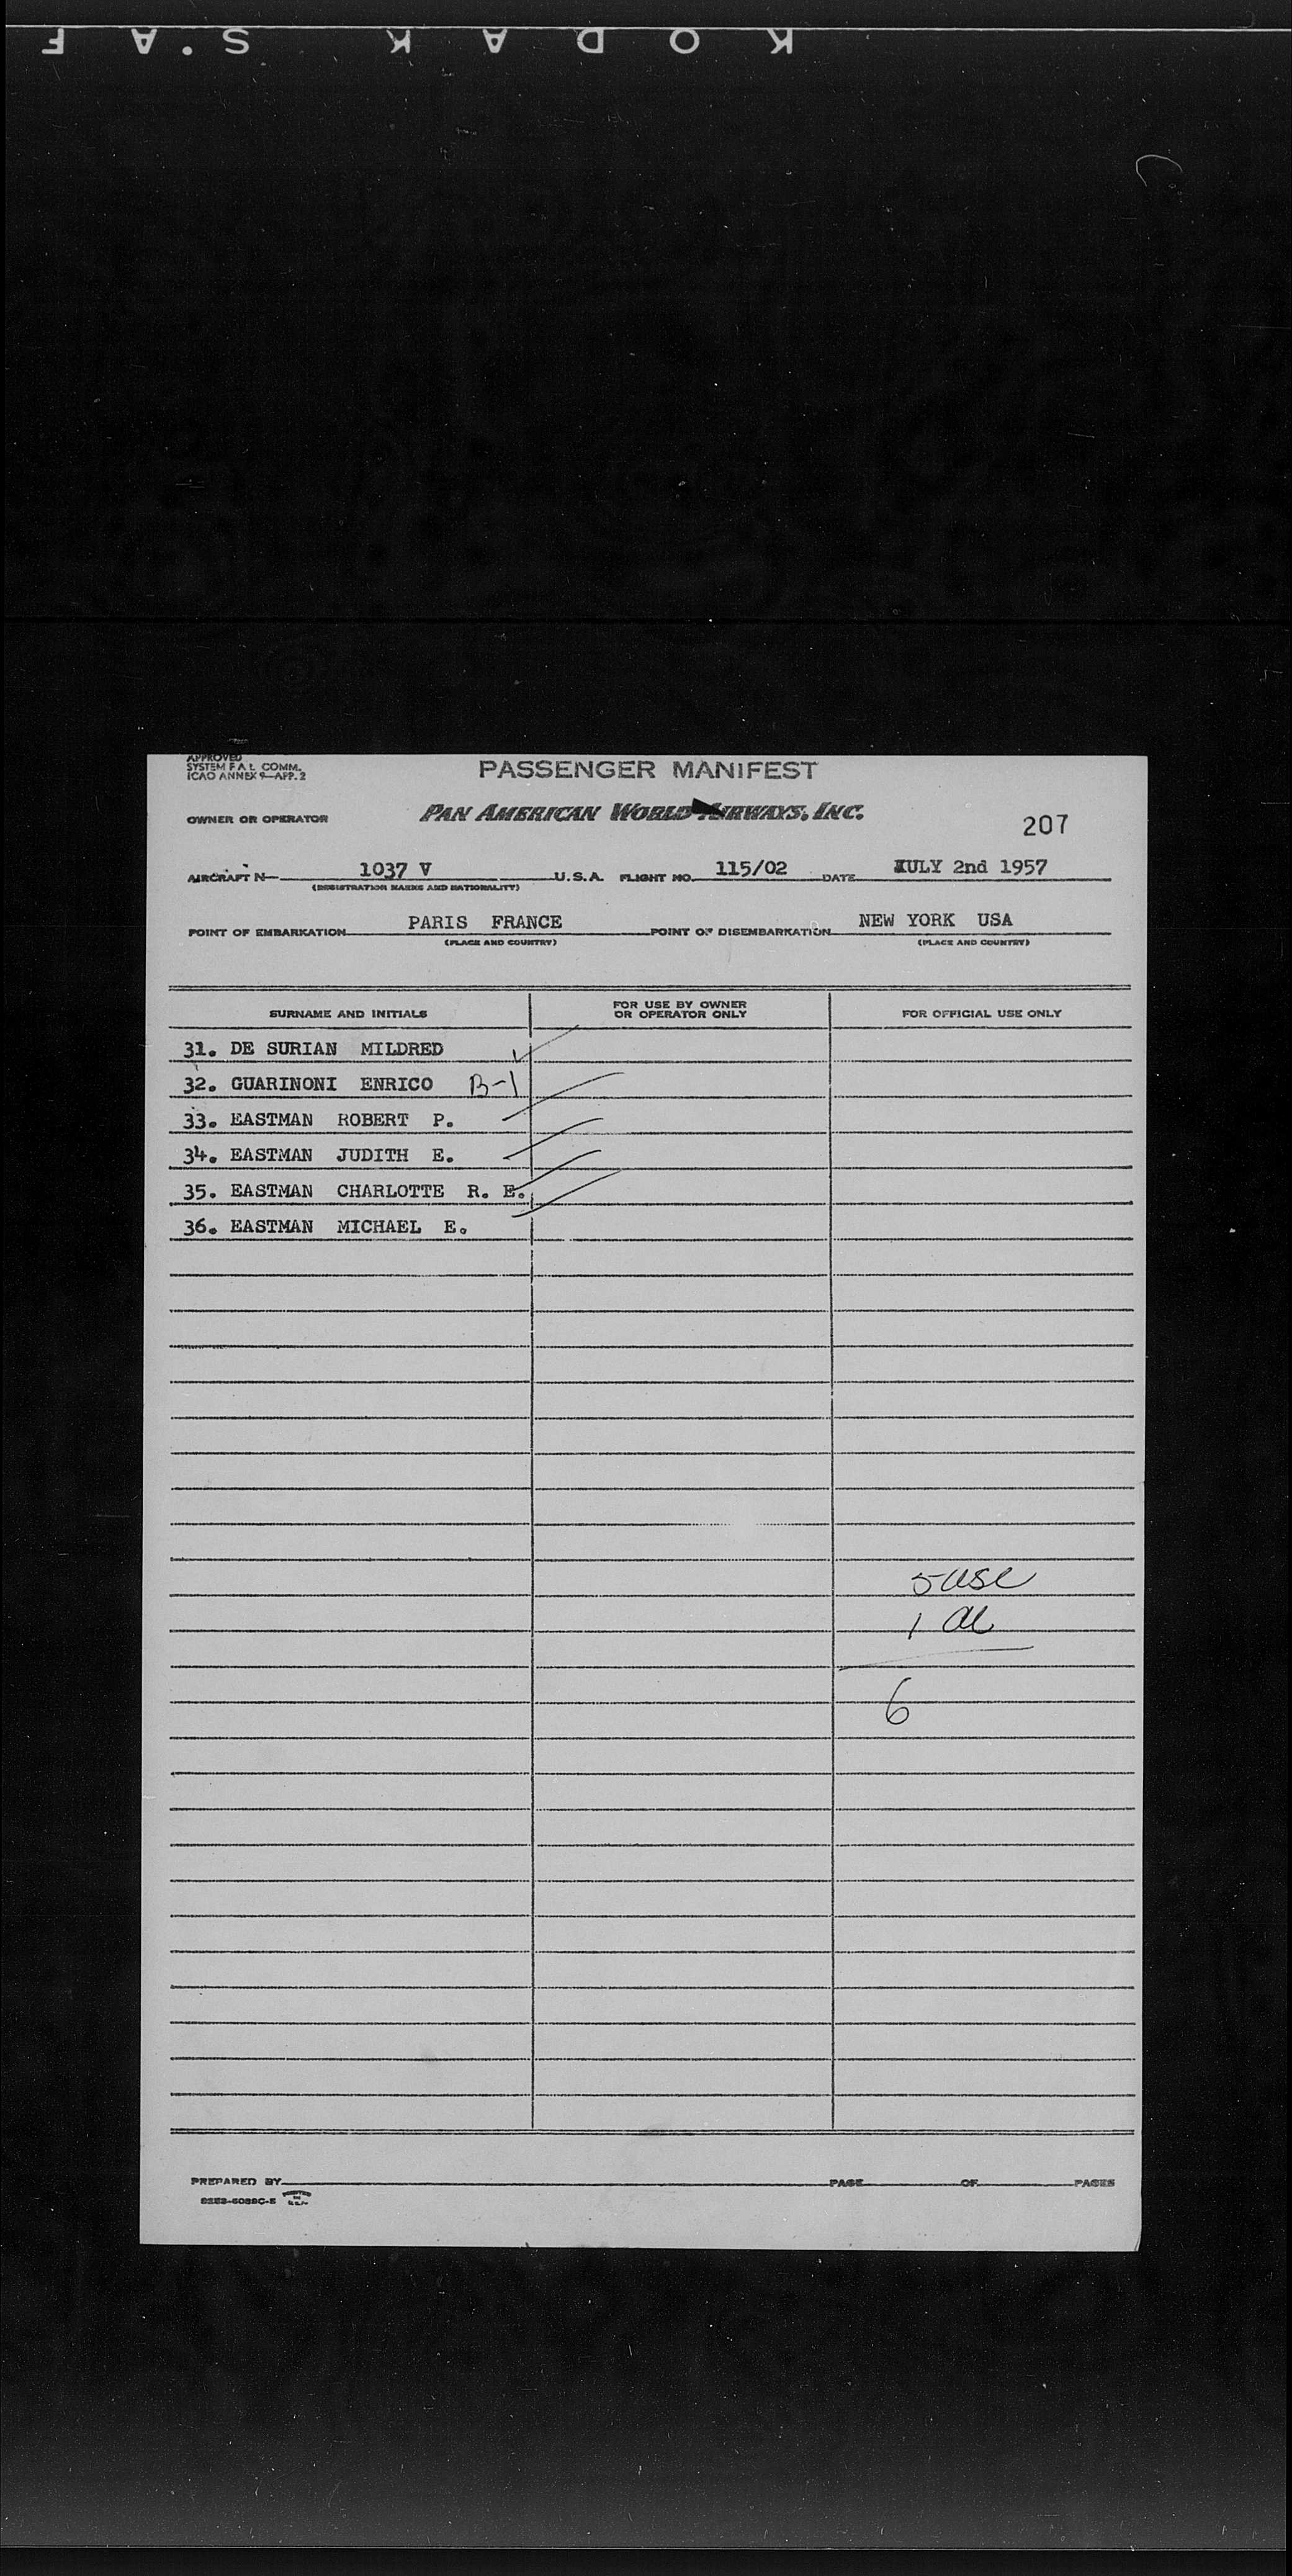 KODAK S.A F
APPROVED
SYSTEM F A L COMM.
ICAO ANNEX 9—APP. 2
PASSENGER MANIFEST
OWNER OR OPERATOR PAN AMERICAN WORLD AIRWAYS, INC.
207
AIRCRAFT N— 1037 V U.S.A. FLIGHT NO. 115/02 DATE JULY 2nd 1957
(REGISTRATION MARKS AND NATIONALITY)
POINT OF EMBARKATION PARIS FRANCE POINT OF DISEMBARKATION NEW YORK USA
(PLACE AND COUNTRY) (PLACE AND COUNTRY)
SURNAME AND INITIALS FOR USE BY OWNER OR OPERATOR ONLY FOR OFFICIAL USE ONLY
31. DE SURIAN MILDRED
32. GUARINONI ENRICO B-1
33. EASTMAN ROBERT P.
34. EASTMAN JUDITH E.
35. EASTMAN CHARLOTTE R. E.
36. EASTMAN MICHAEL E.
5 USC
1 al
6
PREPARED BY PAGE OF PAGES
PRINTED IN U.S.A.